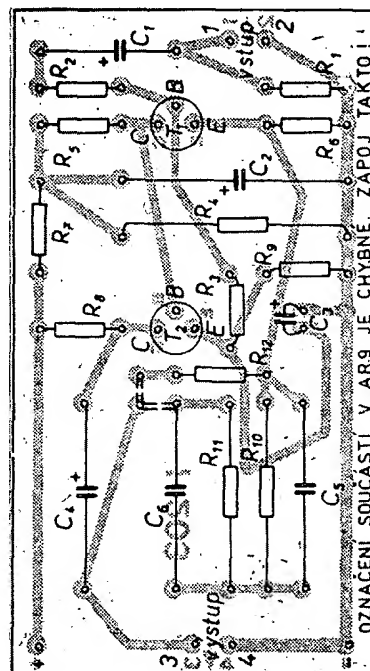 C1
1
2
R2
B
R1
vstup
R5
C
T1
E
R6
C2
R4
R7
R9
R3
R8
B
C
T2
E
C3
R12
R11
R10
C4
C6
C5
výstup
3
4
OZNAČENÍ SOUČÁSTÍ V AR9 JE CHYBNÉ, ZAPOJ TAKTO!